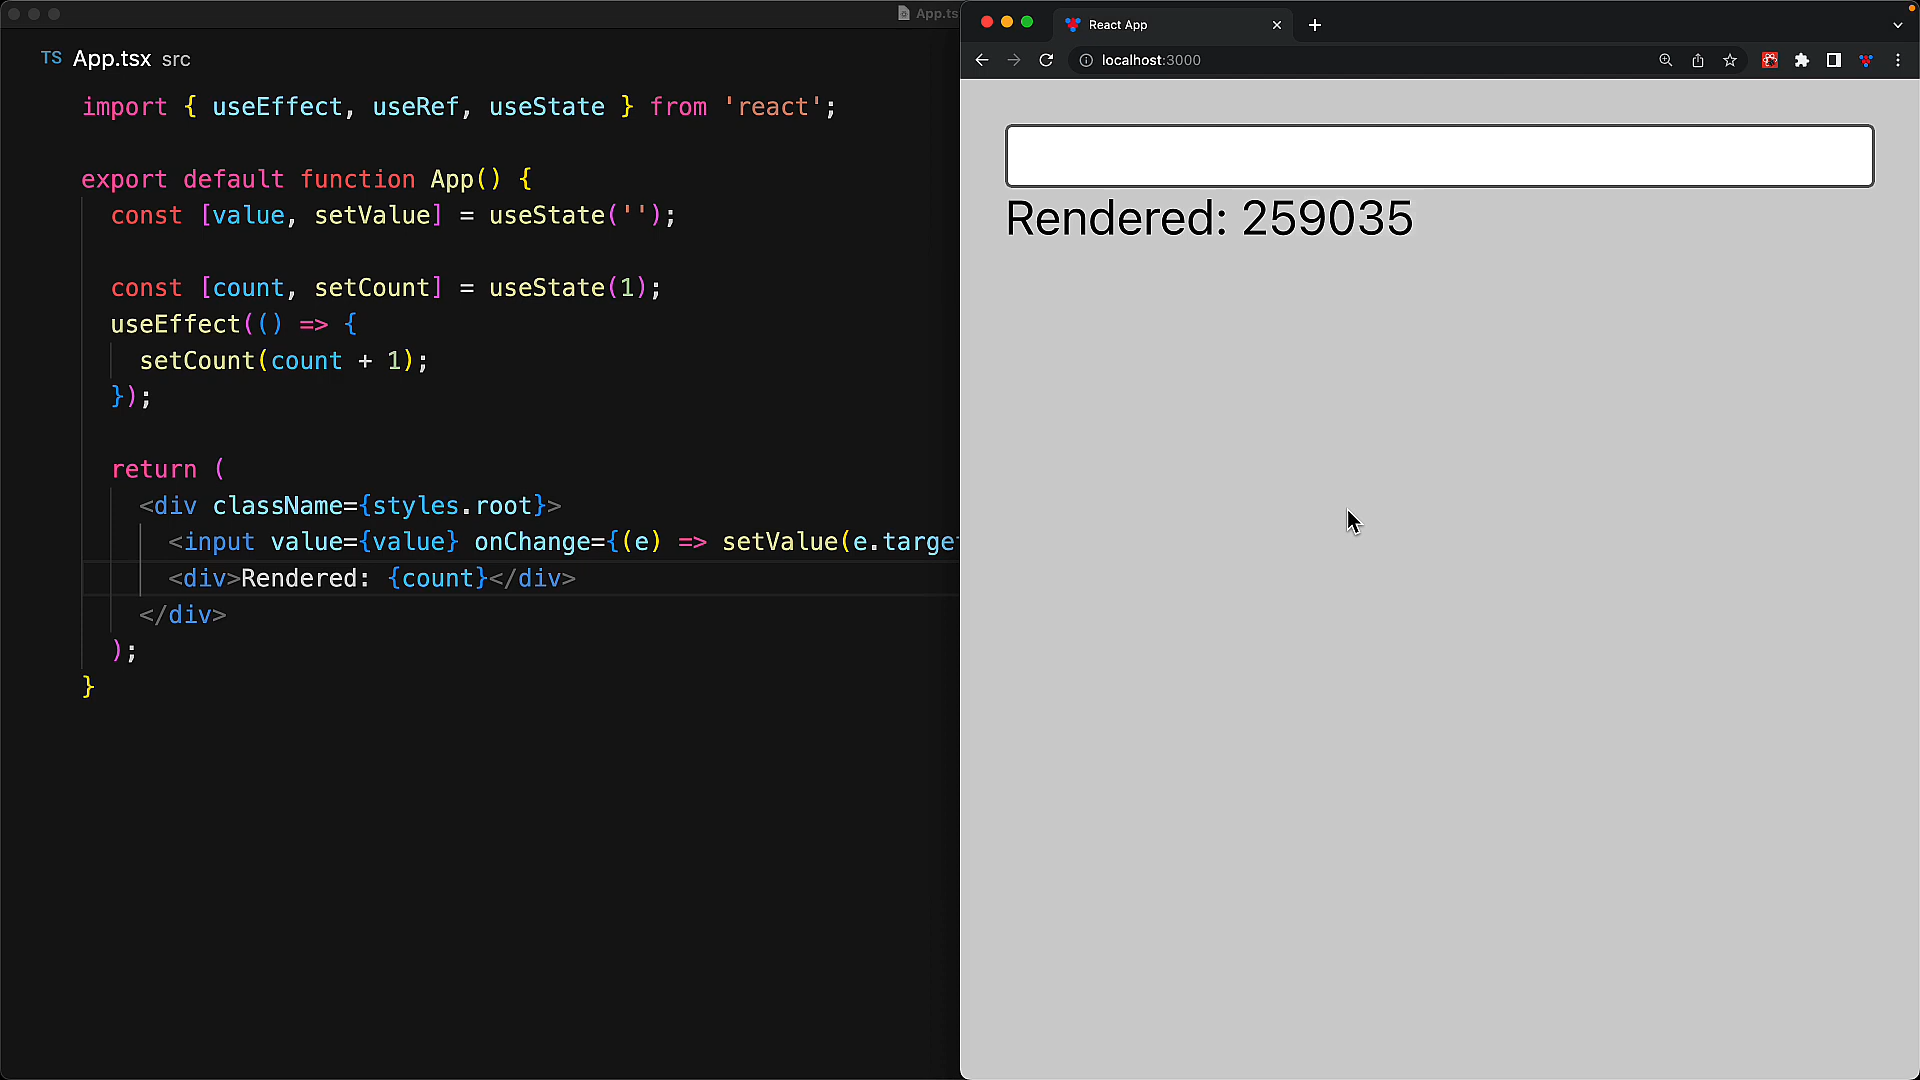 App.ts
TS App.tsx src
import { useEffect, useRef, useState } from 'react';
export default function App() {
const [value, setValue] = useState('');
const [count, setCount] = useState(1);
useEffect(() => {
setCount(count + 1);
});
return (
<div className={styles.root}>
<input value={value} onChange={(e) => setValue(e.target
<div>Rendered: {count}</div>
</div>
);
}
React App
localhost:3000
Rendered: 259035